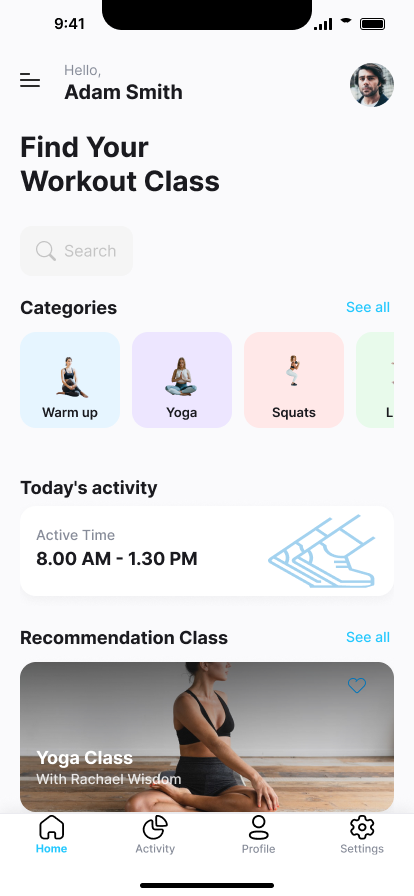 9:41
Hello,
Adam Smith
Find Your
Workout Class
Search
Categories
See all
Warm up
Yoga
Squats
L
Today's activity
Active Time
8.00 AM - 1.30 PM
Recommendation Class
See all
Yoga Class
With Rachael Wisdom
Home
Activity
Profile
Settings